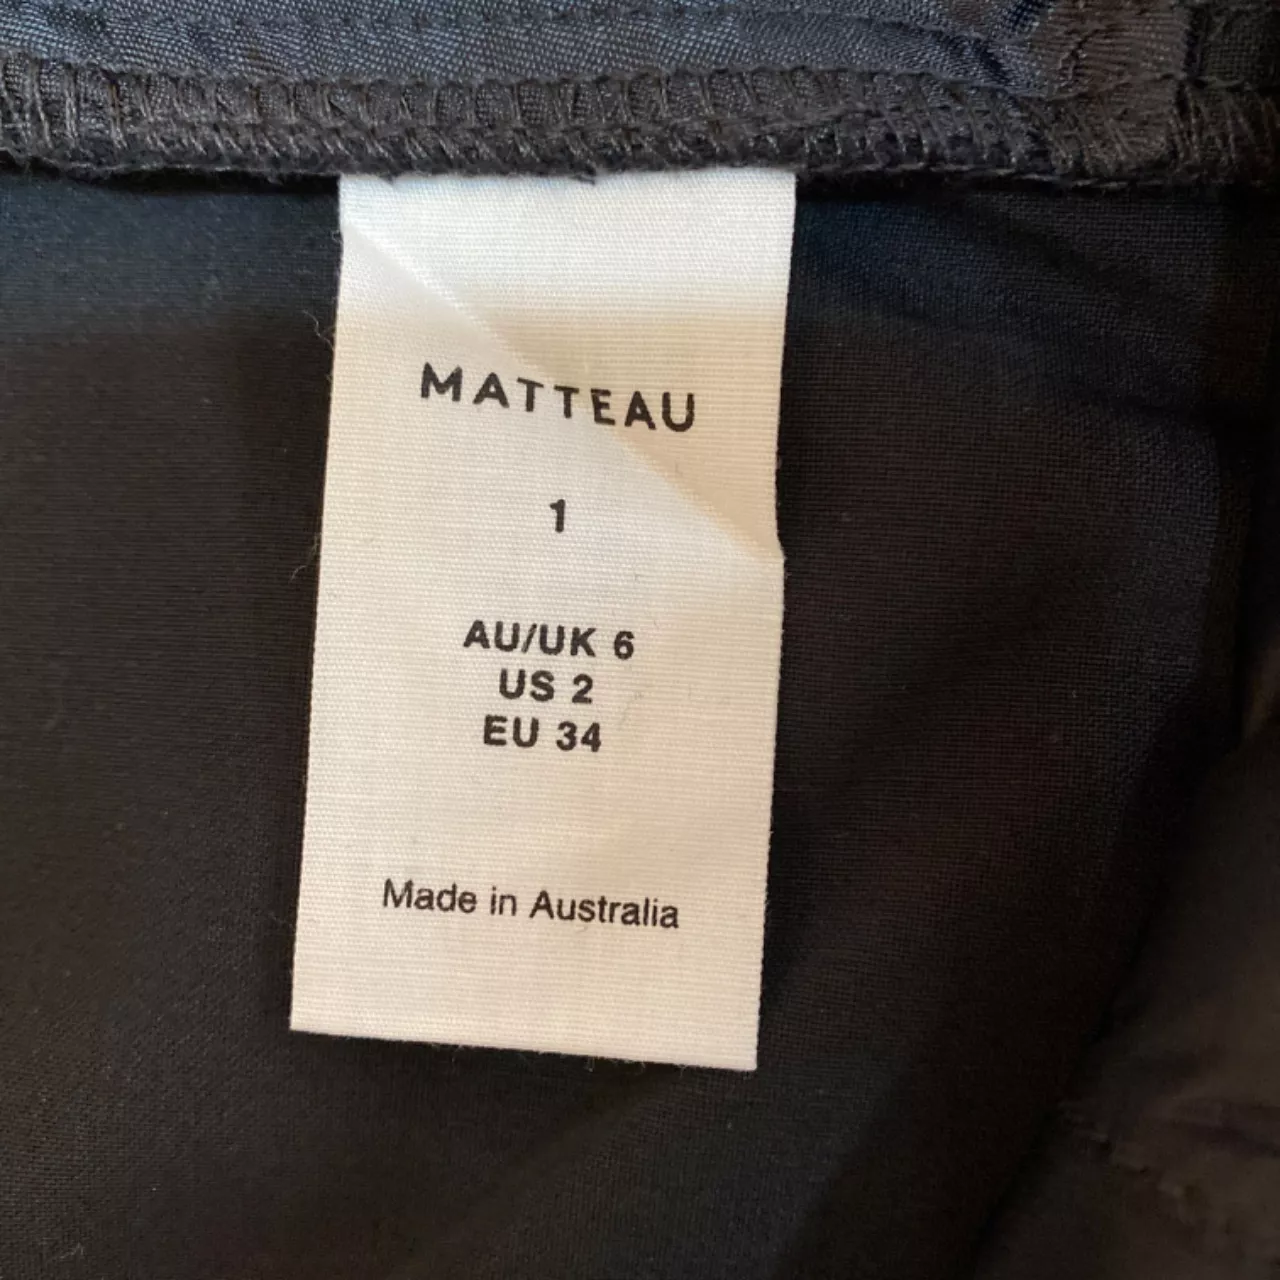 MATTEAU
1
AU/UK 6
US 2
EU 34
Made in Australia